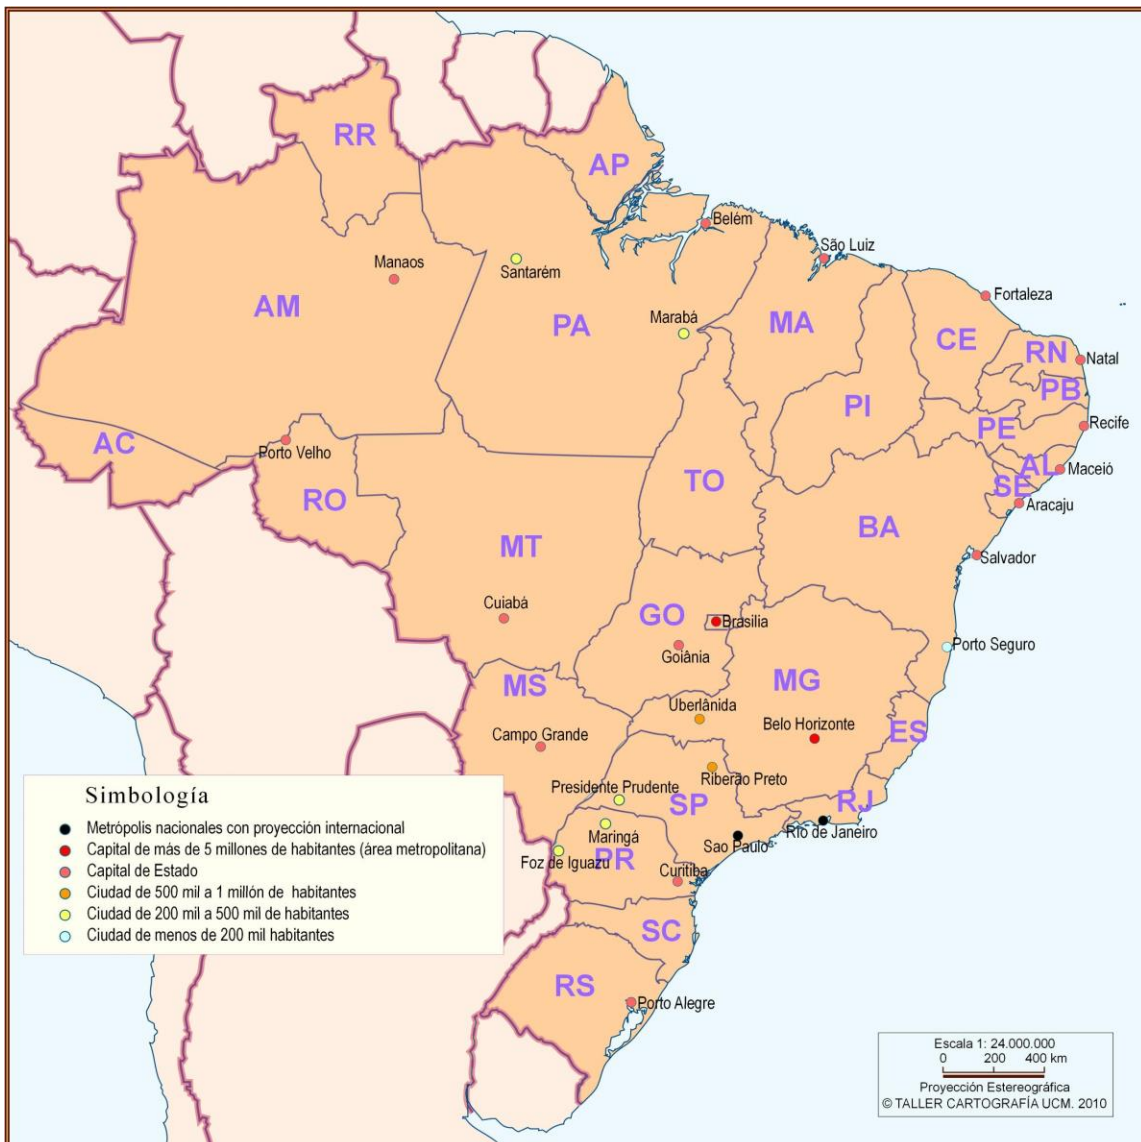 RR
AP
Belém
São Luiz
Manaos
Santarém
Fortaleza
AM
PA
Marabá
MA
CE
RN
Natal
PB
PI
PE
Recife
AC
Porto Velho
AL
Maceió
RO
TO
SE
Aracaju
BA
MT
Salvador
Cuiabá
GO
Brasilia
Goiânia
Porto Seguro
MS
MG
Uberlânida
Belo Horizonte
ES
Campo Grande
Presidente Prudente
Riberao Preto
SP
RJ
Maringá
Sao Paulo
Río de Janeiro
Foz de Iguazu
PR
Curitiba
SC
RS
Porto Alegre
Simbología
Metrópolis nacionales con proyección internacional
Capital de más de 5 millones de habitantes (área metropolitana)
Capital de Estado
Ciudad de 500 mil a 1 millón de habitantes
Ciudad de 200 mil a 500 mil de habitantes
Ciudad de menos de 200 mil habitantes
Escala 1: 24.000.000
0 200 400 km
Proyección Estereográfica
© TALLER CARTOGRAFÍA UCM. 2010